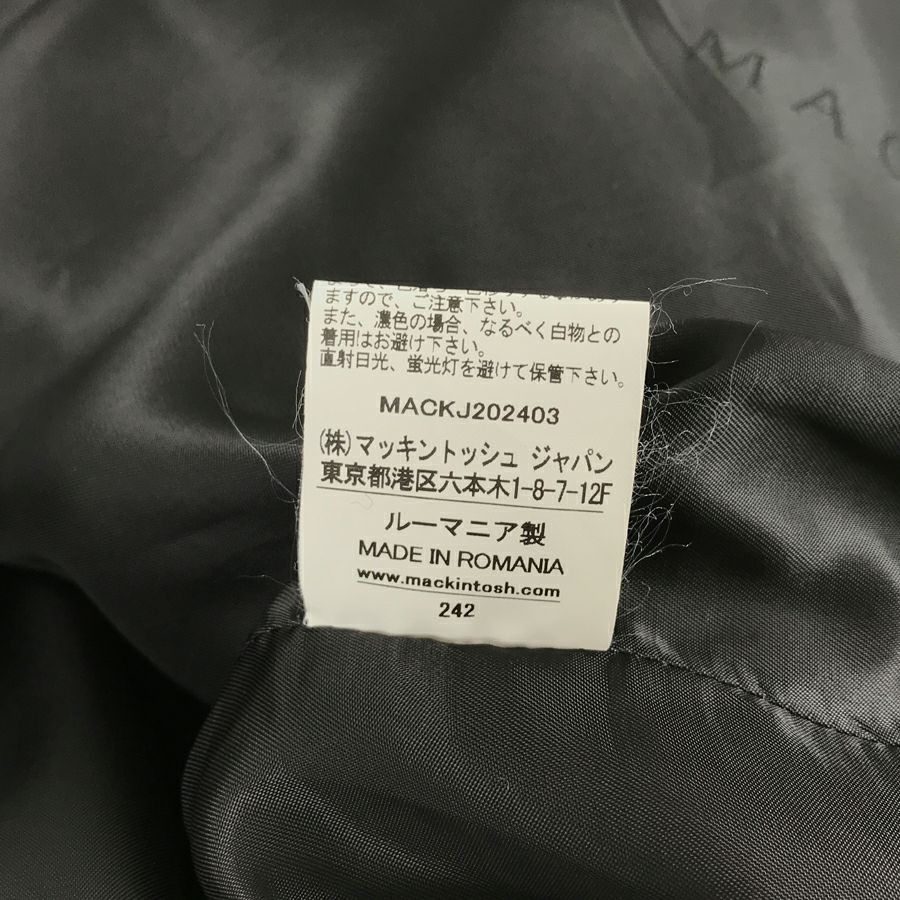 M A C
ますので、ご注意下さい。
また、濃色の場合、なるべく白物との
着用はお避け下さい。
直射日光、蛍光灯を避けて保管下さい。
MACKJ202403
(株)マッキントッシュ ジャパン
東京都港区六本木1-8-7-12F
ルーマニア製
MADE IN ROMANIA
www.mackintosh.com
242